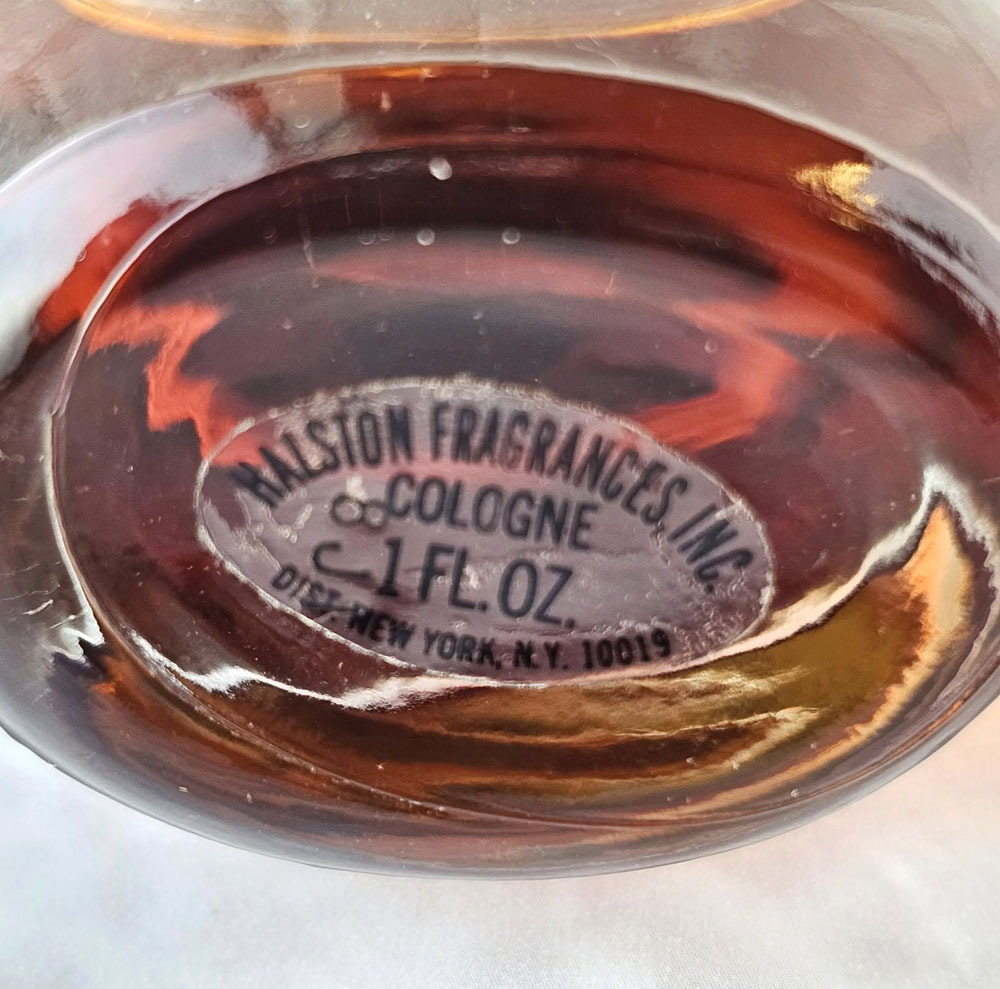 HALSTON FRAGRANCES, INC.
COLOGNE
1 FL. OZ.
DIST. NEW YORK, N.Y. 10019